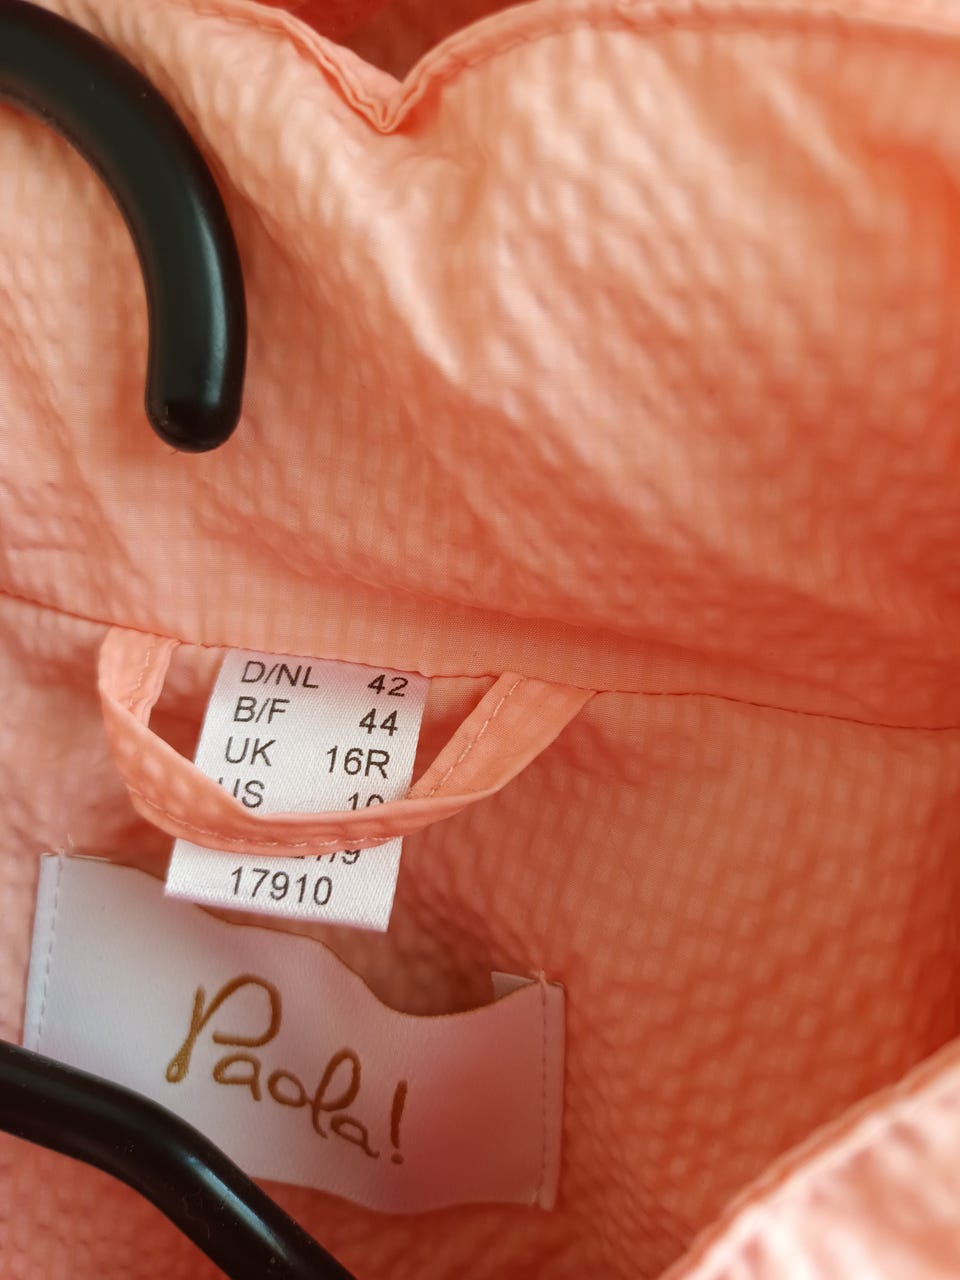 D/NL 42
B/F 44
UK 16R
US
17910
Paola!